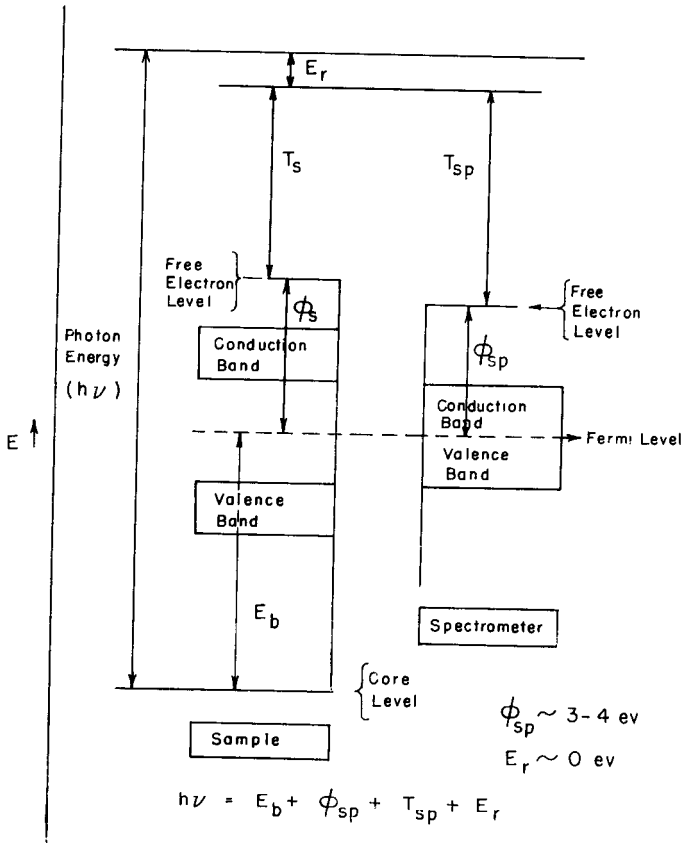 E_r
T_s
T_sp
Free
Electron
Level
ϕ_s
Free
Electron
Level
Photon
Energy
(hν)
Conduction
Band
ϕ_sp
Conduction
Band
E ↑
Fermi Level
Valence
Band
Valence
Band
E_b
Spectrometer
Core
Level
ϕ_sp ~ 3-4 ev
Sample
E_r ~ 0 ev
hν = E_b + ϕ_sp + T_sp + E_r